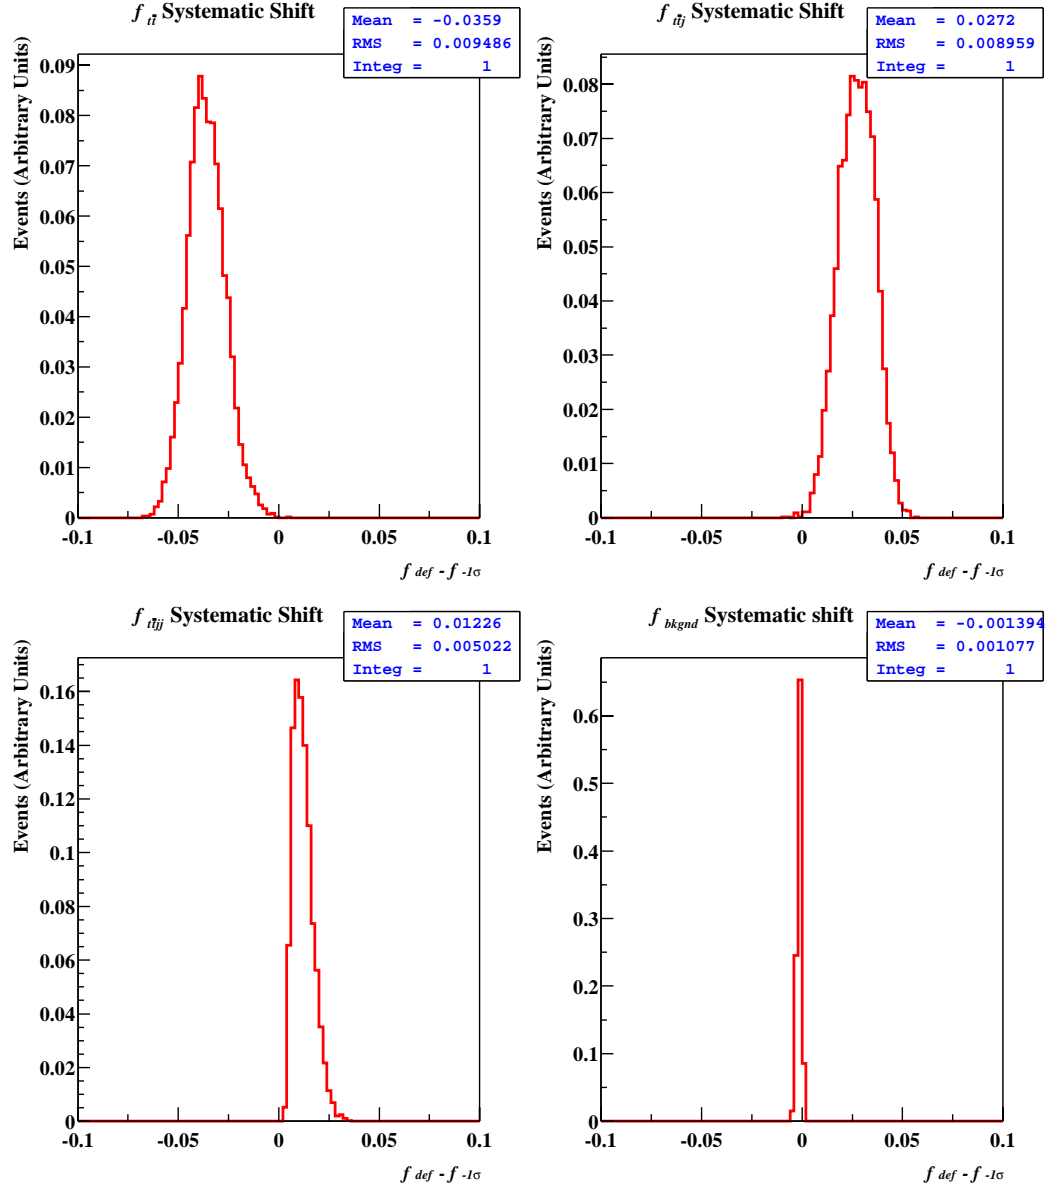 f tt̄ Systematic Shift
Mean = -0.0359
RMS = 0.009486
Integ = 1
Events (Arbitrary Units)
0.09
0.08
0.07
0.06
0.05
0.04
0.03
0.02
0.01
0
-0.1 -0.05 0 0.05 0.1
f def - f -1σ
f tt̄j Systematic Shift
Mean = 0.0272
RMS = 0.008959
Integ = 1
Events (Arbitrary Units)
0.08
0.07
0.06
0.05
0.04
0.03
0.02
0.01
0
-0.1 -0.05 0 0.05 0.1
f def - f -1σ
f tt̄jj Systematic Shift
Mean = 0.01226
RMS = 0.005022
Integ = 1
Events (Arbitrary Units)
0.16
0.14
0.12
0.1
0.08
0.06
0.04
0.02
0
-0.1 -0.05 0 0.05 0.1
f def - f -1σ
f bkgnd Systematic shift
Mean = -0.001394
RMS = 0.001077
Integ = 1
Events (Arbitrary Units)
0.6
0.5
0.4
0.3
0.2
0.1
0
-0.1 -0.05 0 0.05 0.1
f def - f -1σ